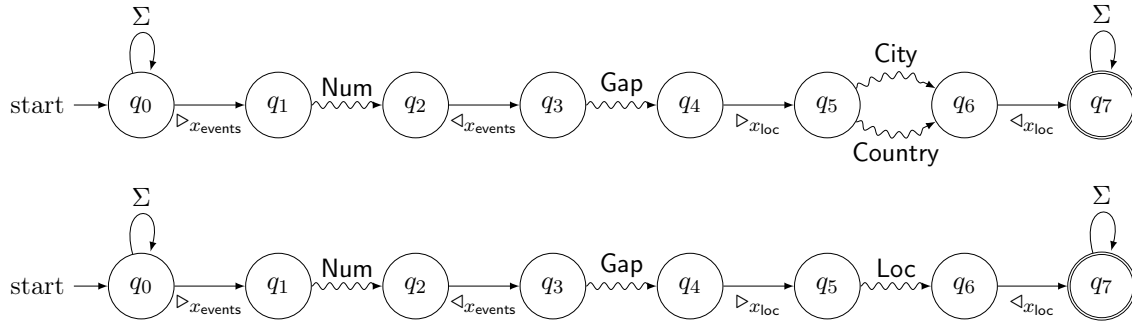 Σ Σ
City
start q₀ ▷x_events q₁ Num q₂ ◁x_events q₃ Gap q₄ ▷x_loc q₅ q₆ ◁x_loc q₇
Country
Σ Σ
start q₀ ▷x_events q₁ Num q₂ ◁x_events q₃ Gap q₄ ▷x_loc q₅ Loc q₆ ◁x_loc q₇